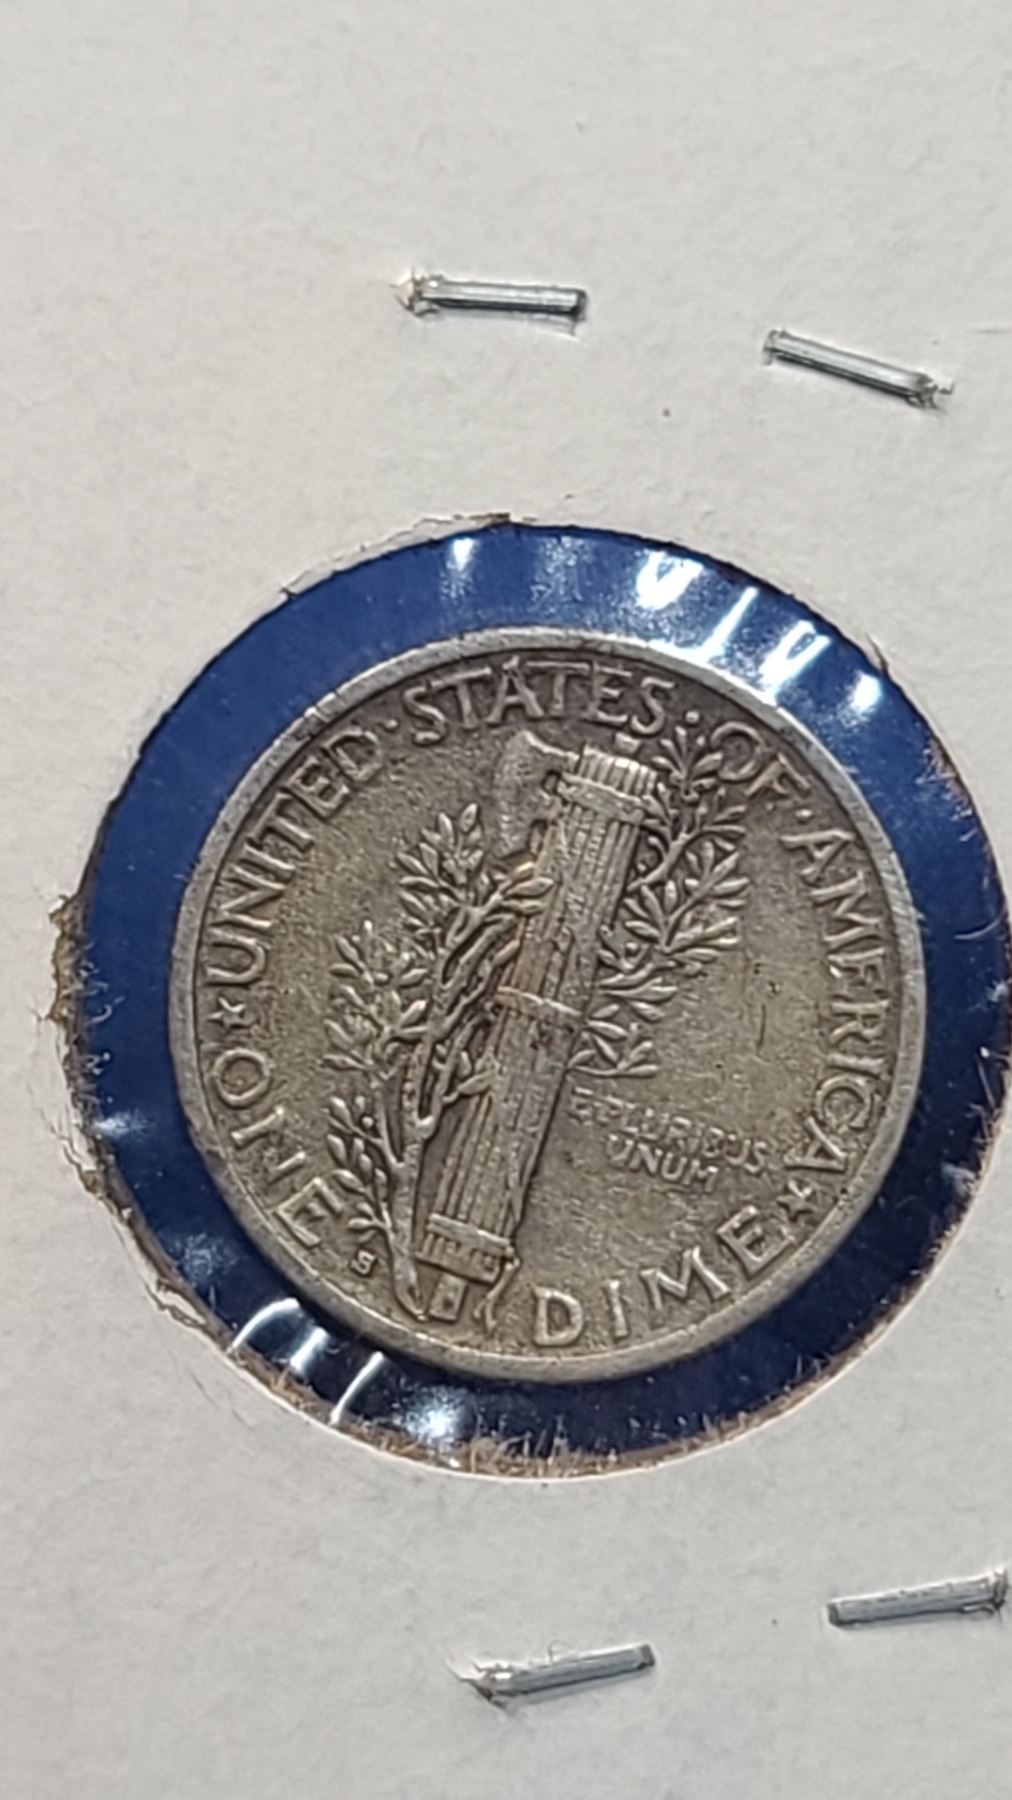 UNITED·STATES·OF·AMERICA
E·PLURIBUS
UNUM
ONE
DIME
S